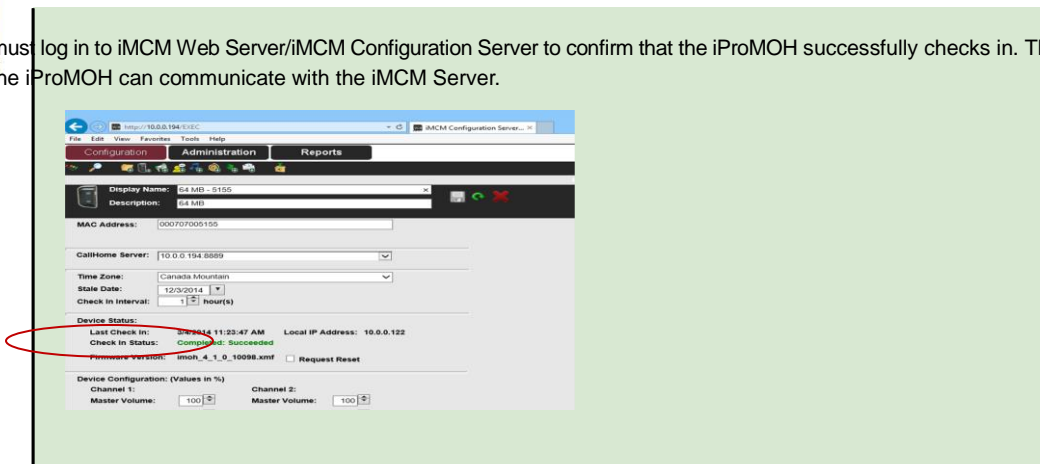 must log in to iMCM Web Server/iMCM Configuration Server to confirm that the iProMOH successfully checks in. Th
he iProMOH can communicate with the iMCM Server.
http://10.0.0.194/EXEC iMCM Configuration Server...
File Edit View Favorites Tools Help
Configuration Administration Reports
Display Name: 64 MB - 5155
Description: 64 MB
MAC Address: 000707005155
CallHome Server: 10.0.0.194:8889
Time Zone: Canada Mountain
Stale Date: 12/3/2014
Check In Interval: 1 hour(s)
Device Status:
Last Check In: 3/4/2014 11:23:47 AM Local IP Address: 10.0.0.122
Check In Status: Completed: Succeeded
Firmware Version: imoh_4_1_0_10098.xmf Request Reset
Device Configuration: (Values in %)
Channel 1: Channel 2:
Master Volume: 100 Master Volume: 100